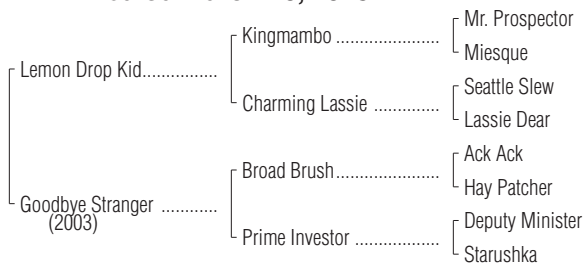 Mr. Prospector
Kingmambo ..................
Miesque
Lemon Drop Kid...............
Seattle Slew
Charming Lassie ..............
Lassie Dear
Ack Ack
Broad Brush.....................
Hay Patcher
Goodbye Stranger ...........
(2003)
Deputy Minister
Prime Investor .................
Starushka